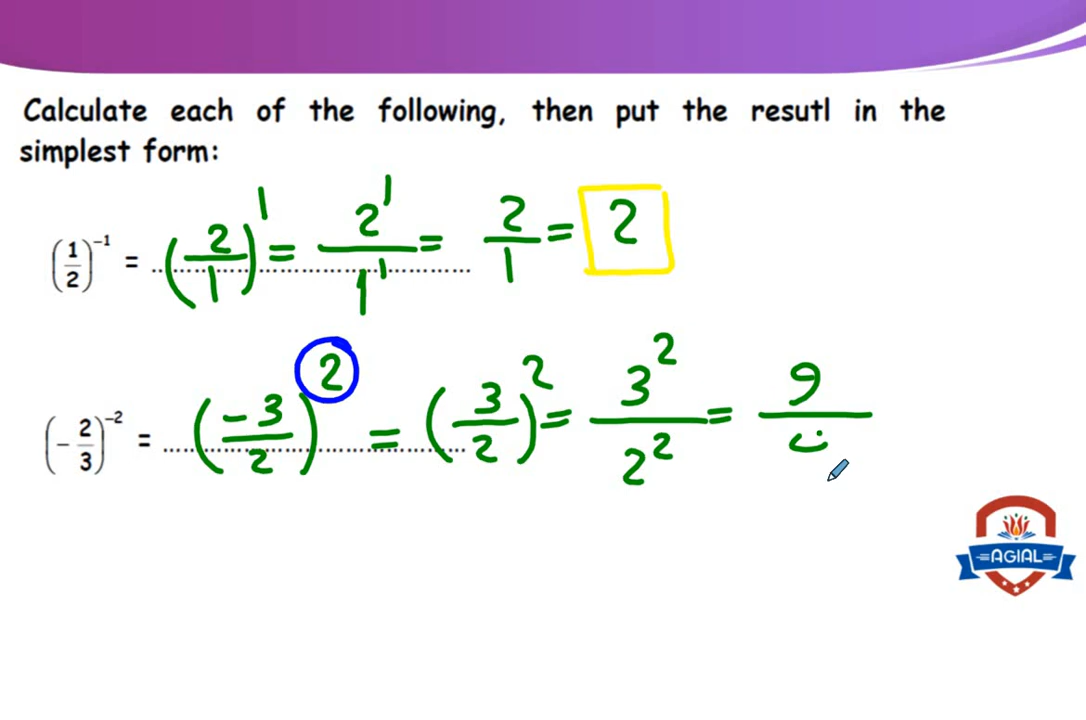 Calculate each of the following, then put the resutl in the
simplest form:
(1/2)^-1 = (2/1)^1 = 2^1/1^1 = 2/1 = 2
(-2/3)^-2 = (-3/2)^2 = (3/2)^2 = 3^2/2^2 = 9/
AGIAL